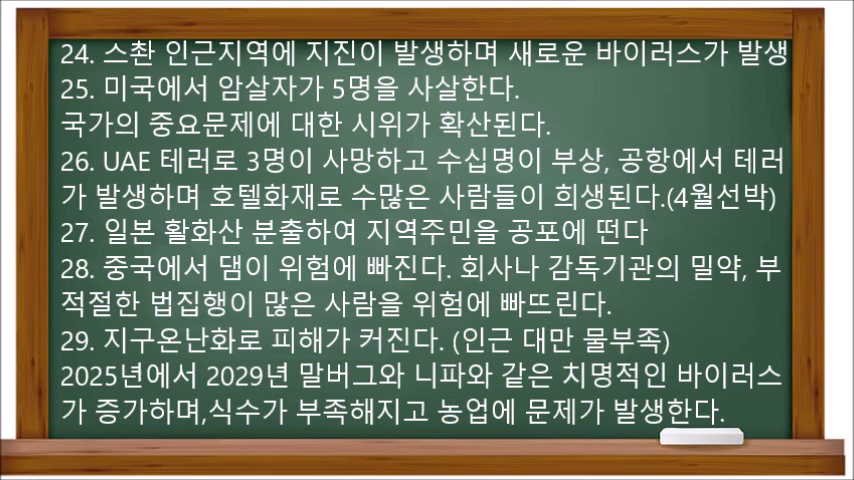 24. 스촨 인근지역에 지진이 발생하며 새로운 바이러스가 발생
25. 미국에서 암살자가 5명을 사살한다.
국가의 중요문제에 대한 시위가 확산된다.
26. UAE 테러로 3명이 사망하고 수십명이 부상, 공항에서 테러
가 발생하며 호텔화재로 수많은 사람들이 희생된다.(4월선박)
27. 일본 활화산 분출하여 지역주민을 공포에 떤다
28. 중국에서 댐이 위험에 빠진다. 회사나 감독기관의 밀약, 부
적절한 법집행이 많은 사람을 위험에 빠뜨린다.
29. 지구온난화로 피해가 커진다. (인근 대만 물부족)
2025년에서 2029년 말버그와 니파와 같은 치명적인 바이러스
가 증가하며,식수가 부족해지고 농업에 문제가 발생한다.